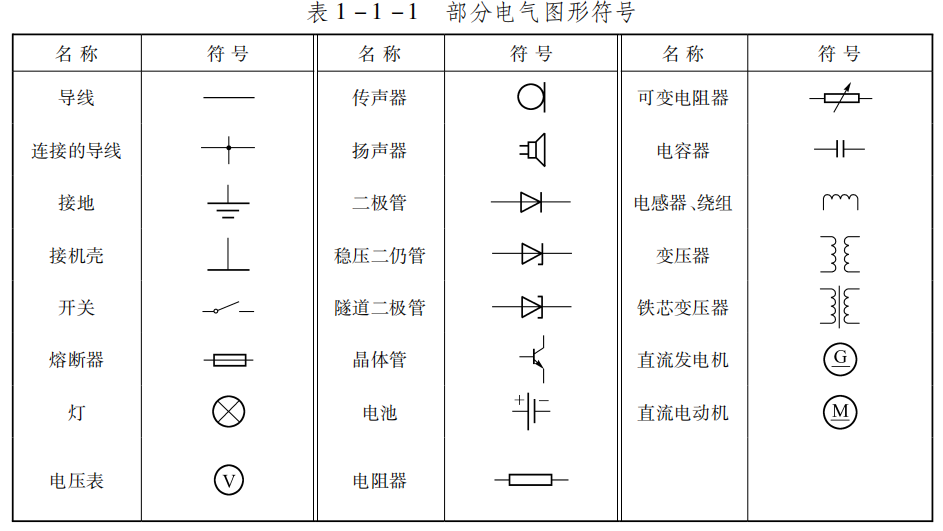 表1-1-1 部分电气图形符号
名称 符号 名称 符号 名称 符号
导线 传声器 可变电阻器
连接的导线 扬声器 电容器
接地 二极管 电感器、绕组
接机壳 稳压二仍管 变压器
开关 隧道二极管 铁芯变压器
熔断器 晶体管 直流发电机 G
灯 电池 + - 直流电动机 M
电压表 V 电阻器